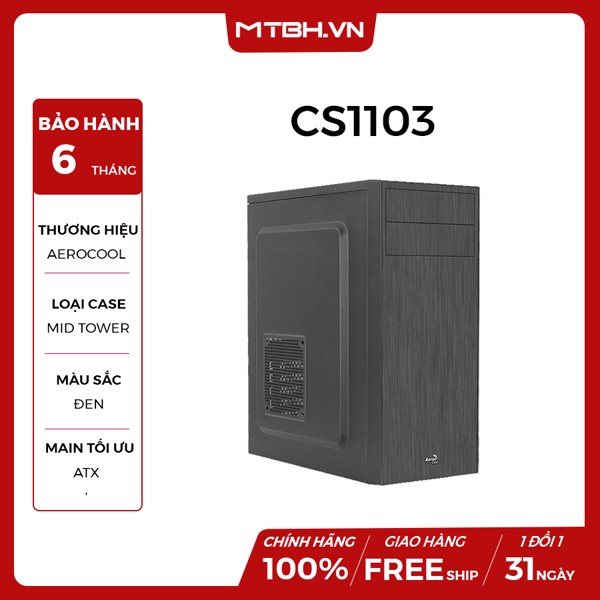 MTBH.VN
CS1103
BẢO HÀNH
6 THÁNG
THƯƠNG HIỆU
AEROCOOL
LOẠI CASE
MID TOWER
MÀU SẮC
ĐEN
MAIN TỐI ƯU
ATX
,
Aero
CHÍNH HÃNG
100%
GIAO HÀNG
FREE SHIP
1 ĐỔI 1
31 NGÀY